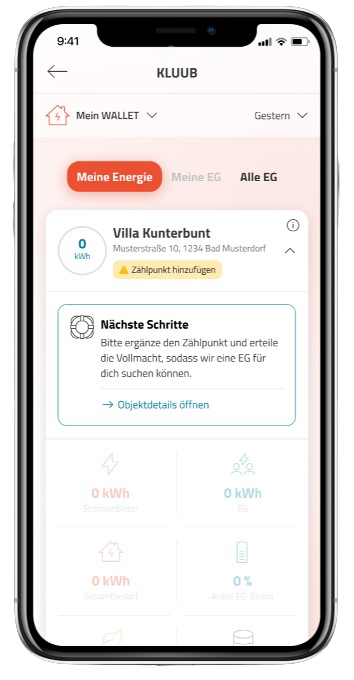 9:41
KLUUB
Mein WALLET
Gestern
Meine Energie
Meine EG
Alle EG
0
kWh
Villa Kunterbunt
Musterstraße 10, 1234 Bad Musterdorf
Zählpunkt hinzufügen
Nächste Schritte
Bitte ergänze den Zählpunkt und erteile
die Vollmacht, sodass wir eine EG für
dich suchen können.
Objektdetails öffnen
0 kWh
Stromanbieter
0 kWh
EG
0 kWh
Gesamtbedarf
0 %
Anteil EG-Strom